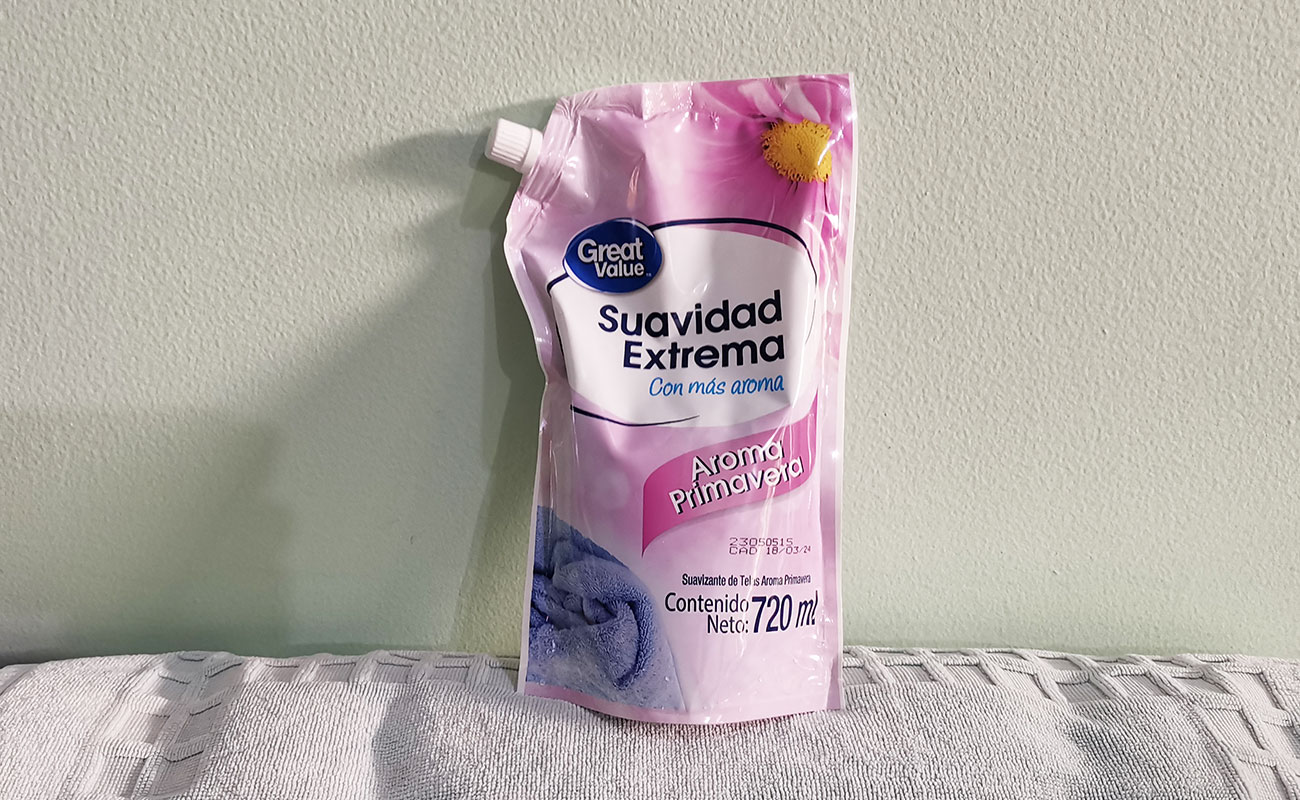 Great
Value™
Suavidad
Extrema
Con más aroma
Aroma
Primavera
23050515
CAD 18/03/24
Suavizante de Telas Aroma Primavera
Contenido
Neto: 720 ml